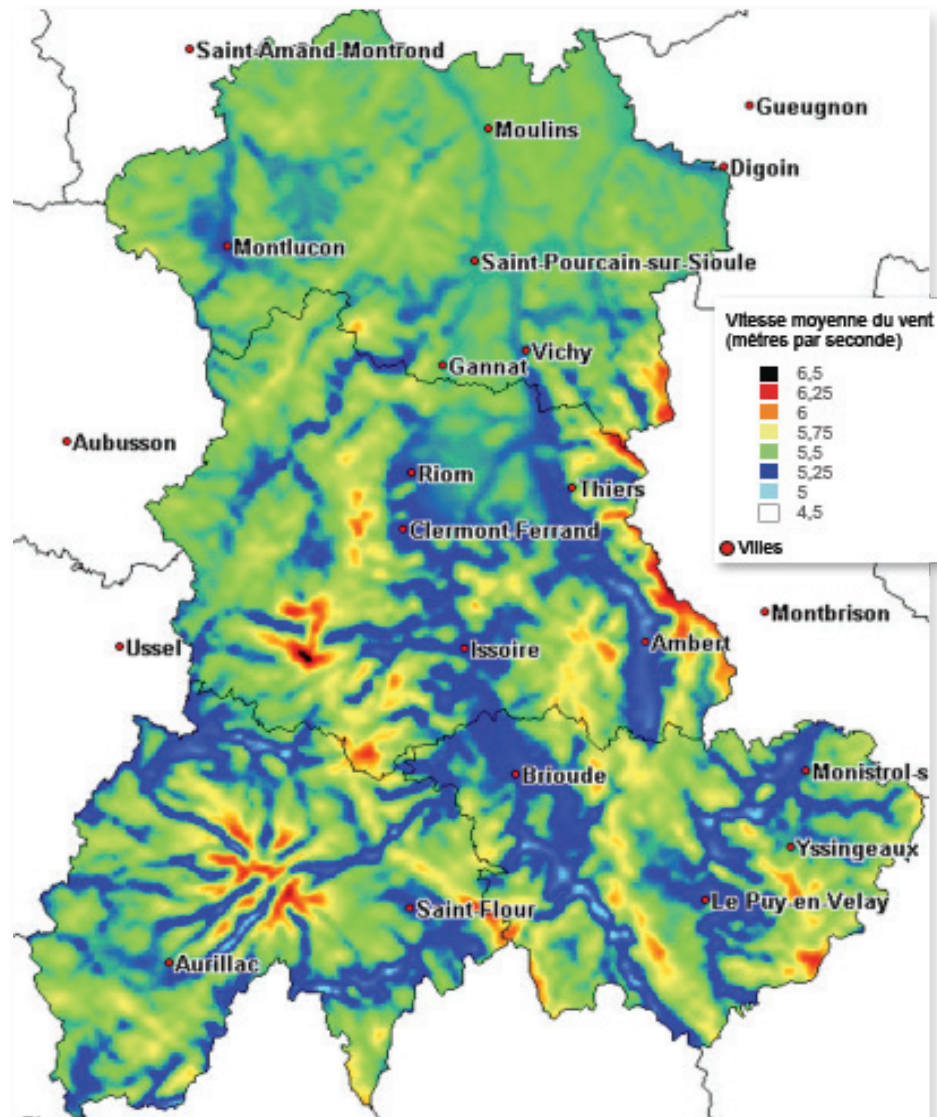 Saint-Amand-Montrond
Gueugnon
Moulins
Digoin
Montlucon
Saint-Pourcain-sur-Sioule
Vitesse moyenne du vent
(mètres par seconde)
6,5
6,25
6
5,75
5,5
5,25
5
4,5
Villes
Vichy
Gannat
Aubusson
Riom
Thiers
Clermont-Ferrand
Montbrison
Ussel
Issoire
Ambert
Brioude
Monistrol-s
Yssingeaux
Le Puy-en-Velay
Saint-Flour
Aurillac